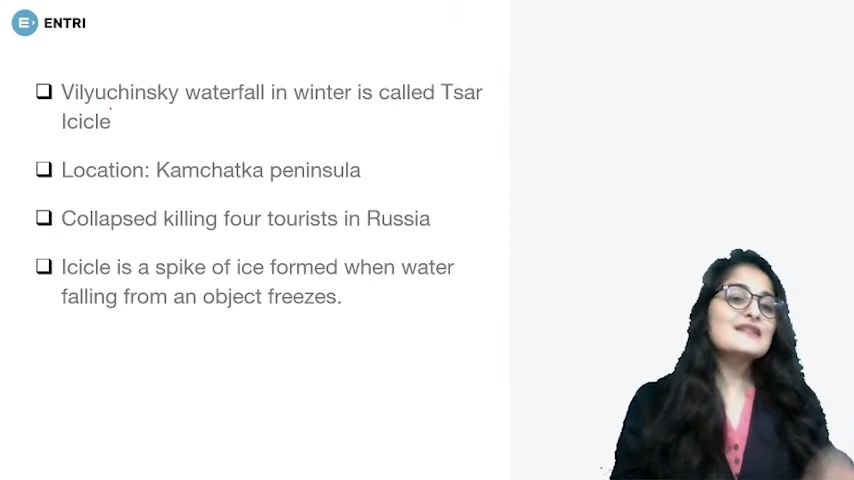 ENTRI
Vilyuchinsky waterfall in winter is called Tsar
Icicle
Location: Kamchatka peninsula
Collapsed killing four tourists in Russia
Icicle is a spike of ice formed when water
falling from an object freezes.